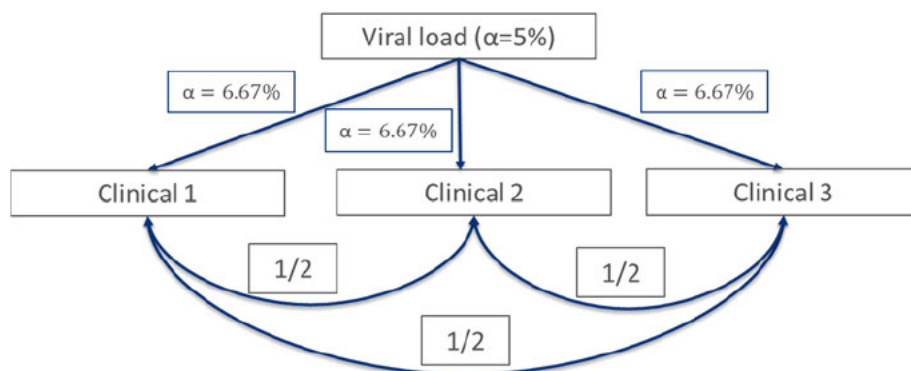 Viral load (α=5%)
α = 6.67%
α = 6.67%
α = 6.67%
Clinical 1
Clinical 2
Clinical 3
1/2
1/2
1/2